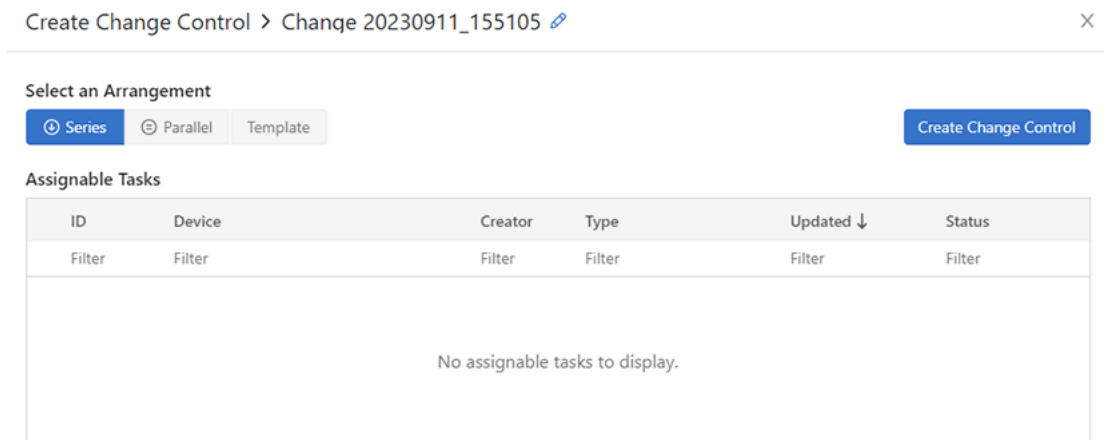 Create Change Control > Change 20230911_155105
Select an Arrangement
Series Parallel Template
Create Change Control
Assignable Tasks
ID Device Creator Type Updated ↓ Status
Filter Filter Filter Filter Filter Filter
No assignable tasks to display.